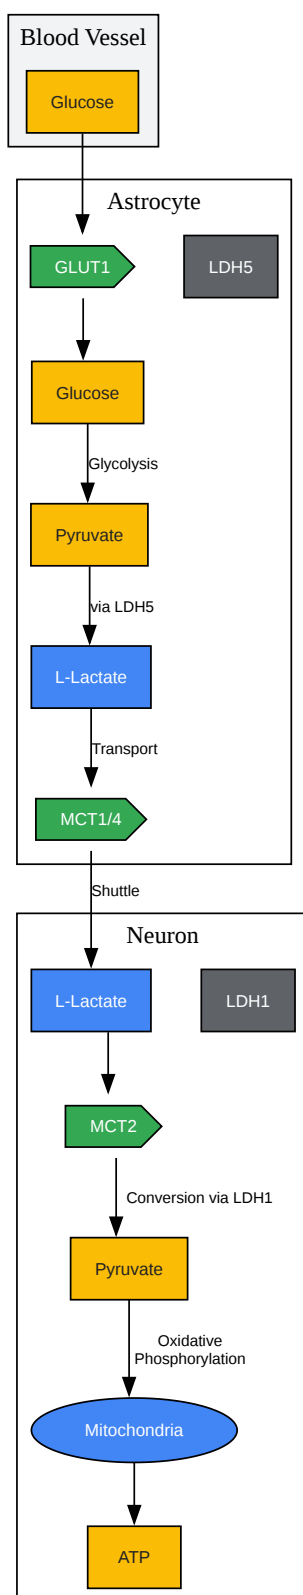 Blood Vessel
Glucose
Astrocyte
GLUT1
LDH5
Glucose
Glycolysis
Pyruvate
via LDH5
L-Lactate
Transport
MCT1/4
Shuttle
Neuron
L-Lactate
LDH1
MCT2
Conversion via LDH1
Pyruvate
Oxidative
Phosphorylation
Mitochondria
ATP